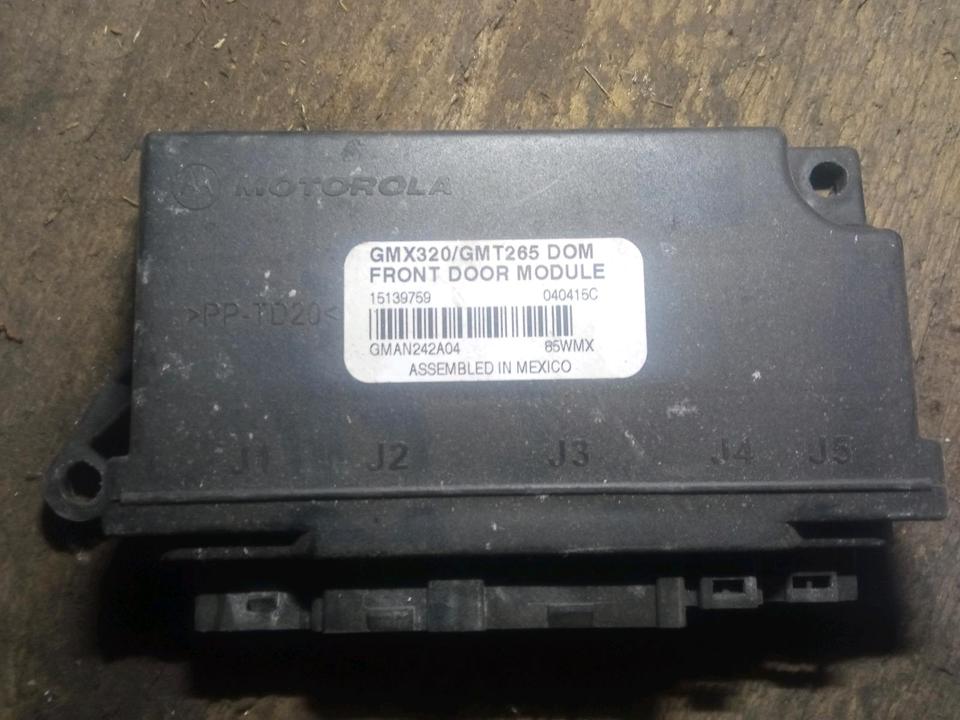 MOTOROLA
GMX320/GMT265 DOM
FRONT DOOR MODULE
15139759 040415C
>PP-TD20<
GMAN242A04 85WMX
ASSEMBLED IN MEXICO
J1 J2 J3 J4 J5